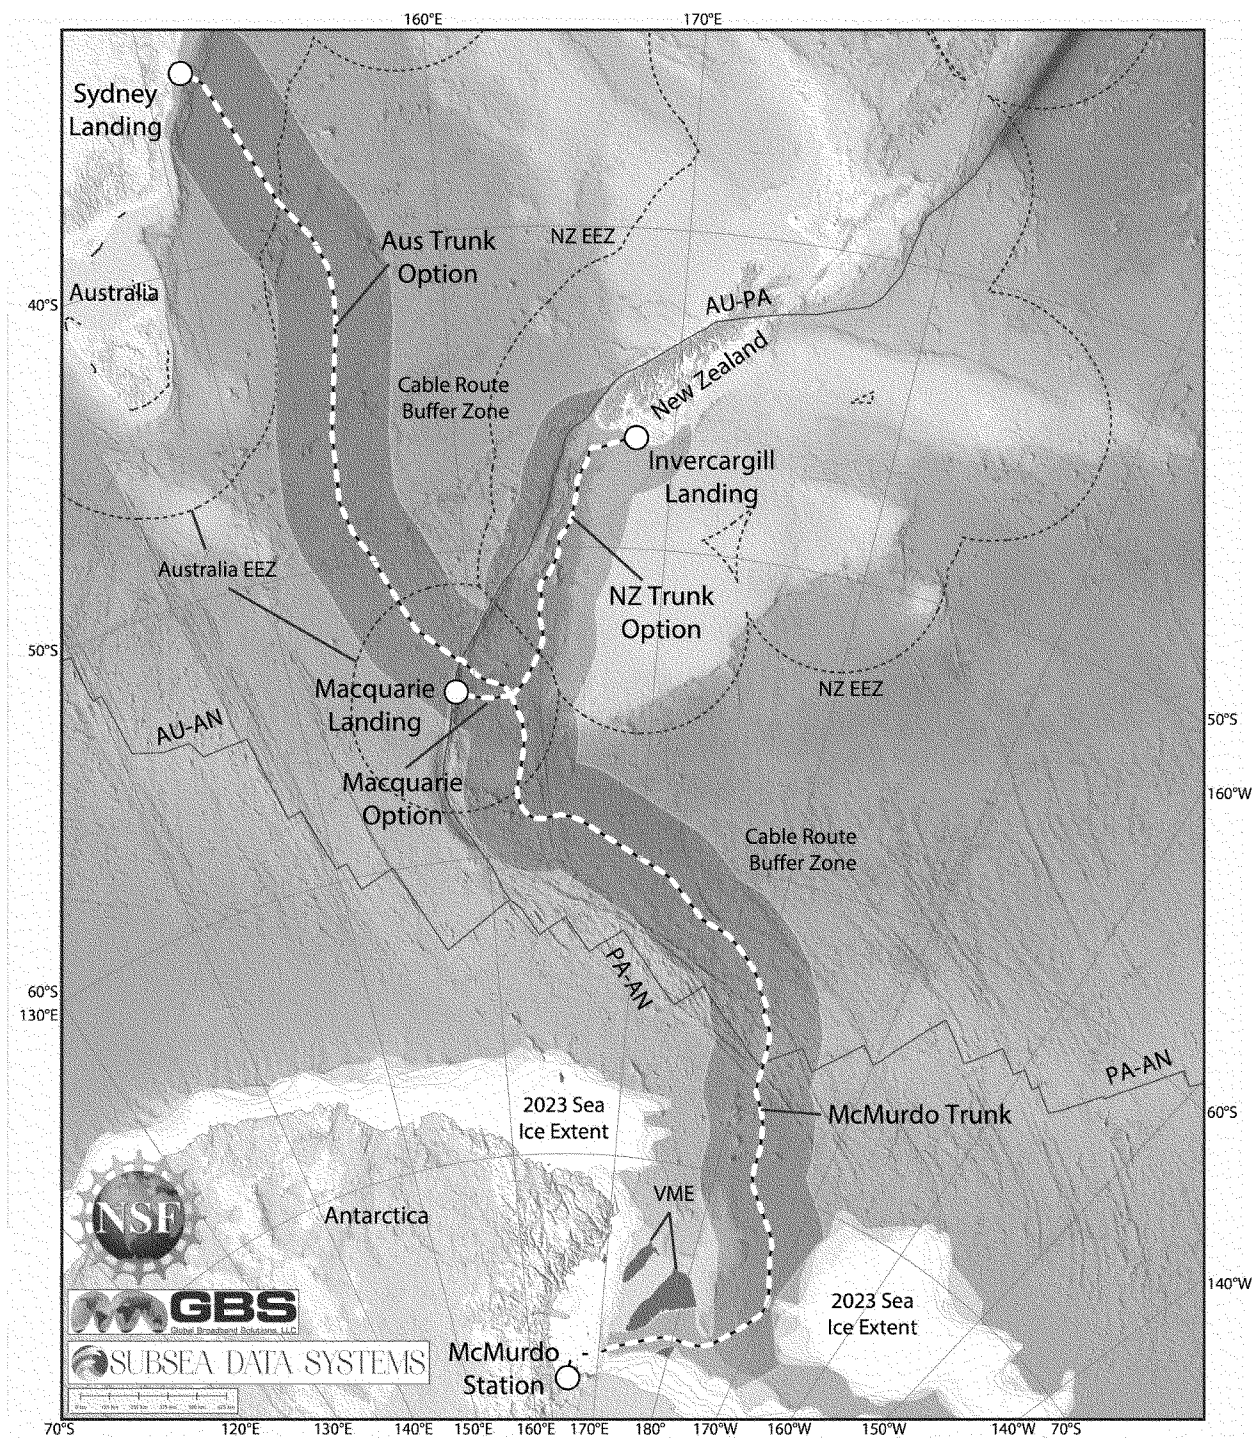 160°E
170°E
Sydney
Landing
Aus Trunk
Option
NZ EEZ
Australia
40°S
AU-PA
New Zealand
Cable Route
Buffer Zone
Invercargill
Landing
Australia EEZ
NZ Trunk
Option
50°S
Macquarie
Landing
NZ EEZ
AU-AN
50°S
Macquarie
Option
160°W
Cable Route
Buffer Zone
PA-AN
60°S
130°E
PA-AN
2023 Sea
Ice Extent
McMurdo Trunk
60°S
VME
NSF
Antarctica
140°W
GBS
Global Broadband Solutions, LLC
2023 Sea
Ice Extent
SUBSEA DATA SYSTEMS
McMurdo
Station
70°S
120°E
130°E
140°E
150°E
160°E
170°E
180°
170°W
160°W
150°W
140°W
70°S